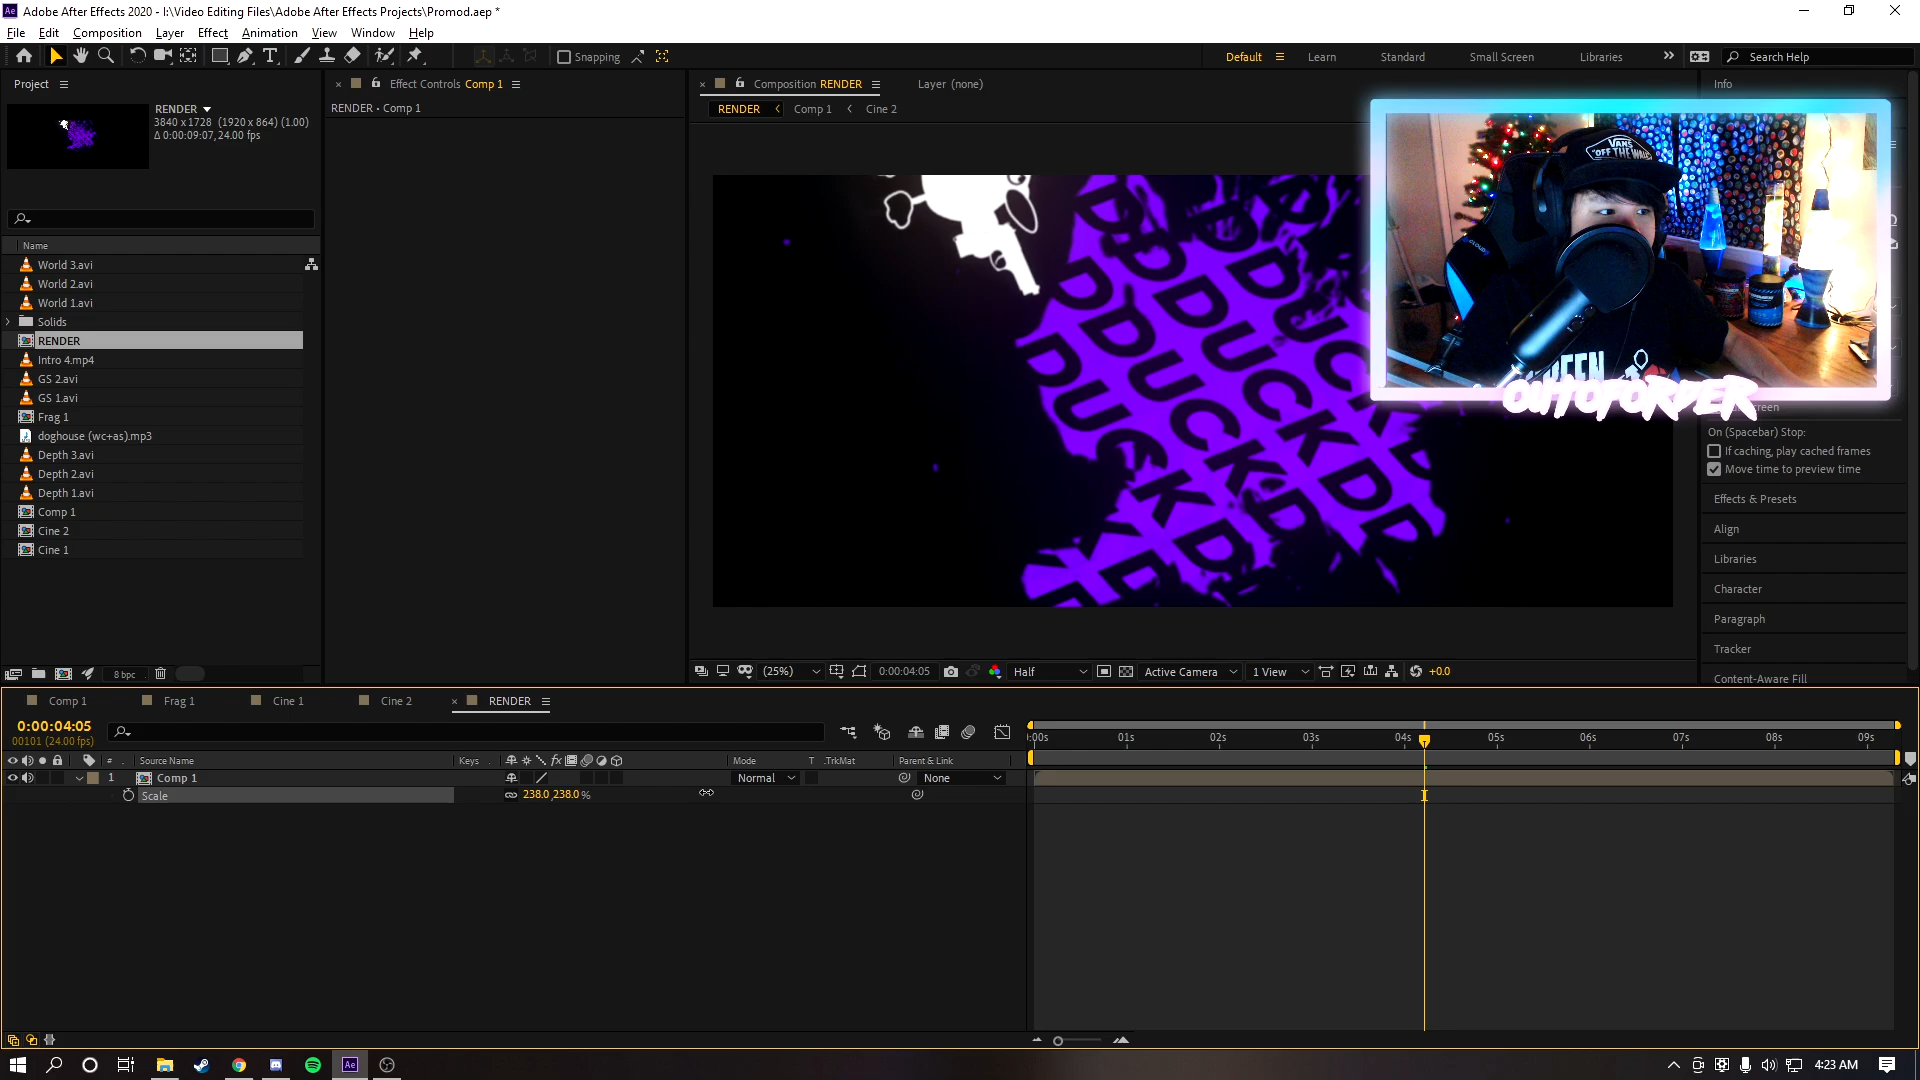 Adobe After Effects 2020 - I:\Video Editing Files\Adobe After Effects Projects\Promod.aep *
File Edit Composition Layer Effect Animation View Window Help
Snapping
Default Learn Standard Small Screen Libraries Search Help
Project
RENDER
3840 x 1728 (1920 x 864) (1.00)
Δ 0:00:09:07, 24.00 fps
Effect Controls Comp 1
RENDER • Comp 1
Composition RENDER Layer (none)
RENDER Comp 1 Cine 2
Info
Name
World 3.avi
World 2.avi
World 1.avi
Solids
RENDER
Intro 4.mp4
GS 2.avi
GS 1.avi
Frag 1
doghouse (wc+as).mp3
Depth 3.avi
Depth 2.avi
Depth 1.avi
Comp 1
Cine 2
Cine 1
8 bpc
DUCKD
DUCKD
DUCKD
VANS
"OFF THE WALL"
OUTOFORDER
On (Spacebar) Stop:
If caching, play cached frames
Move time to preview time
Effects & Presets
Align
Libraries
Character
Paragraph
Tracker
Content-Aware Fill
(25%) 0:00:04:05 Half Active Camera 1 View +0.0
Comp 1 Frag 1 Cine 1 Cine 2 RENDER
0:00:04:05
00101 (24.00 fps)
:00s 01s 02s 03s 04s 05s 06s 07s 08s 09s
# Source Name Keys fx Mode T .TrkMat Parent & Link
1 Comp 1 Normal None
Scale 238.0,238.0 %
Ae 4:23 AM